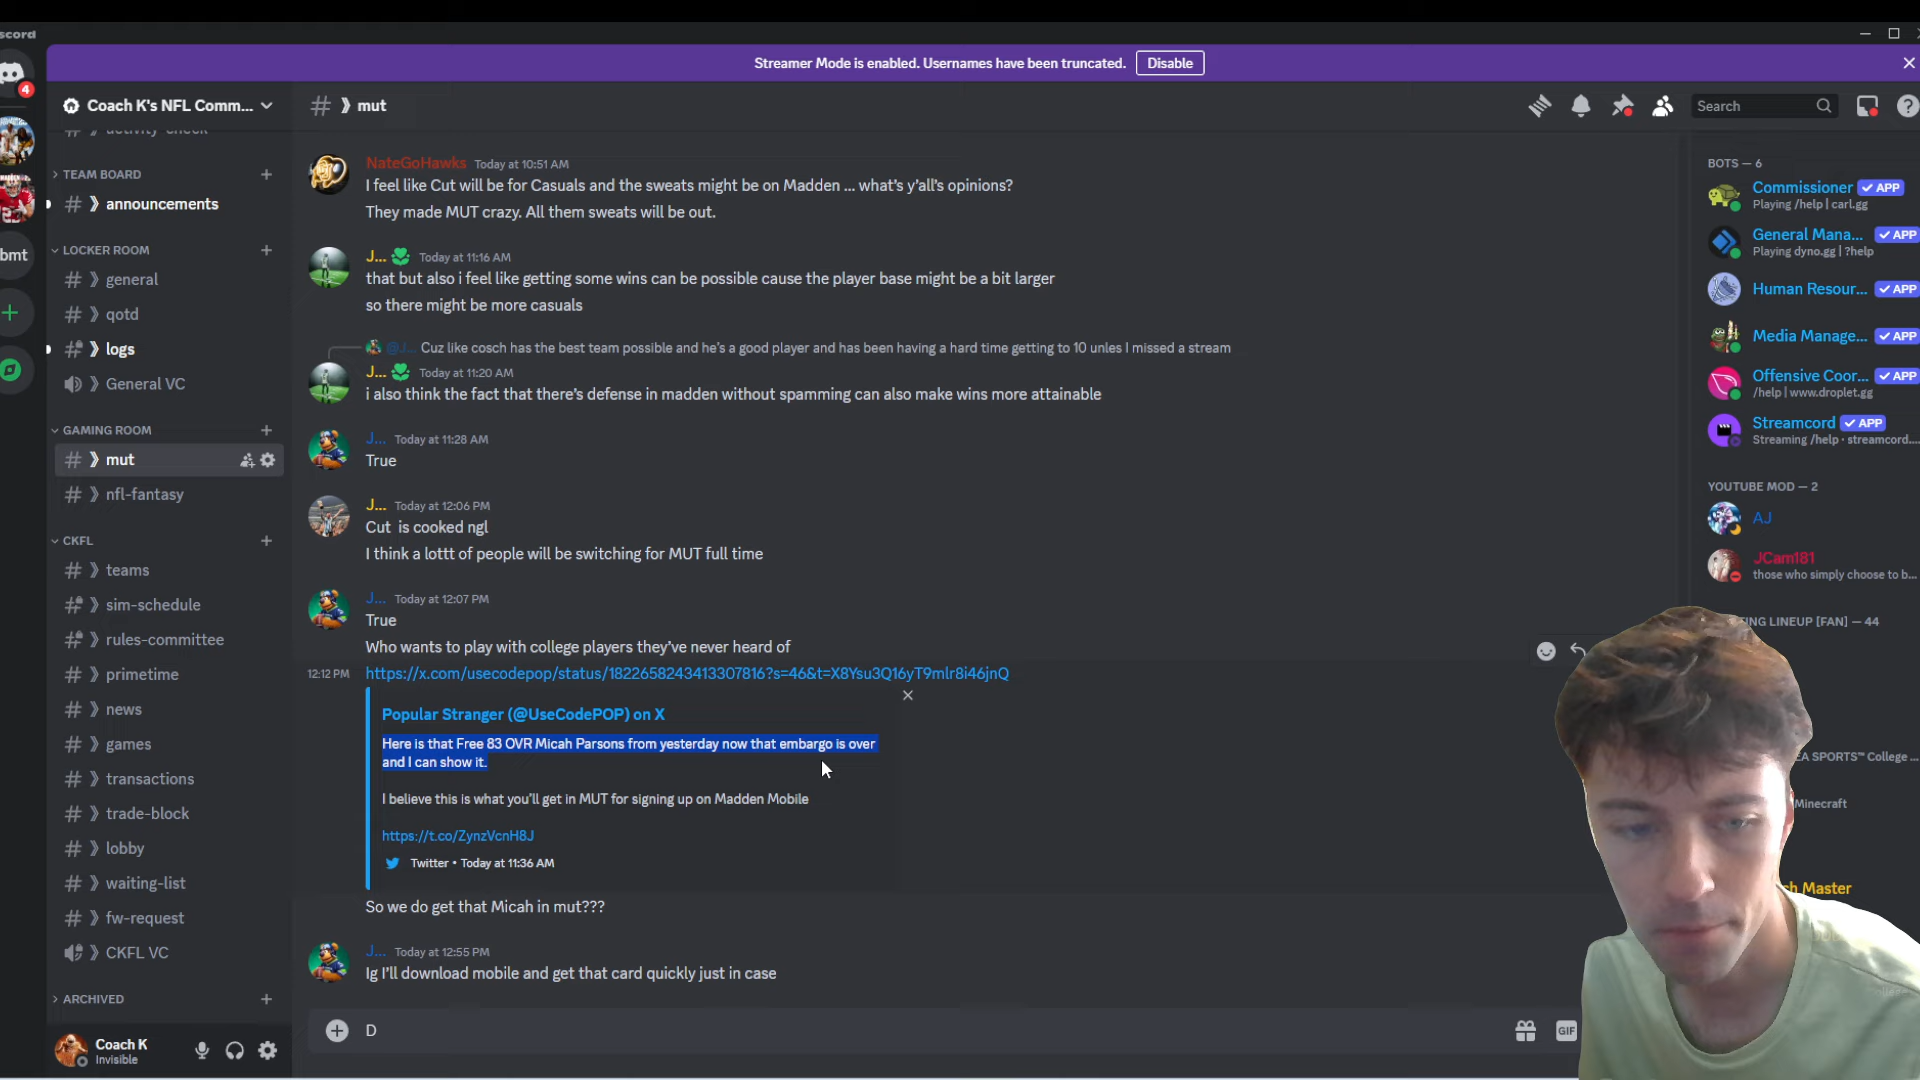 scord
Streamer Mode is enabled. Usernames have been truncated. Disable
4
Coach K's NFL Comm...
mut
Search
activity-check
TEAM BOARD
announcements
LOCKER ROOM
general
qotd
logs
General VC
GAMING ROOM
mut
nfl-fantasy
CKFL
teams
sim-schedule
rules-committee
primetime
news
games
transactions
trade-block
lobby
waiting-list
fw-request
CKFL VC
ARCHIVED
Coach K
Invisible
bmt
NateGoHawks Today at 10:51 AM
I feel like Cut will be for Casuals and the sweats might be on Madden ... what's y'all's opinions?
They made MUT crazy. All them sweats will be out.
J... Today at 11:16 AM
that but also i feel like getting some wins can be possible cause the player base might be a bit larger
so there might be more casuals
@J... Cuz like cosch has the best team possible and he's a good player and has been having a hard time getting to 10 unles I missed a stream
J... Today at 11:20 AM
i also think the fact that there's defense in madden without spamming can also make wins more attainable
J... Today at 11:28 AM
True
J... Today at 12:06 PM
Cut is cooked ngl
I think a lottt of people will be switching for MUT full time
J... Today at 12:07 PM
True
Who wants to play with college players they've never heard of
12:12 PM https://x.com/usecodepop/status/1822658243413307816?s=46&t=X8Ysu3Q16yT9mlr8i46jnQ
Popular Stranger (@UseCodePOP) on X
Here is that Free 83 OVR Micah Parsons from yesterday now that embargo is over
and I can show it.
I believe this is what you'll get in MUT for signing up on Madden Mobile
https://t.co/ZynzVcnH8J
Twitter • Today at 11:36 AM
So we do get that Micah in mut???
J... Today at 12:55 PM
Ig I'll download mobile and get that card quickly just in case
D
GIF
BOTS — 6
Commissioner APP
Playing /help | carl.gg
General Mana... APP
Playing dyno.gg | ?help
Human Resour... APP
Media Manage... APP
Offensive Coor... APP
/help | www.droplet.gg
Streamcord APP
Streaming /help · streamcord....
YOUTUBE MOD — 2
AJ
JCam181
those who simply choose to b...
ING LINEUP [FAN] — 44
EA SPORTS™ College ...
Minecraft
ch Master